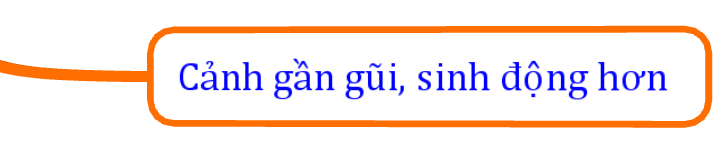 Cảnh gần gũi, sinh động hơn